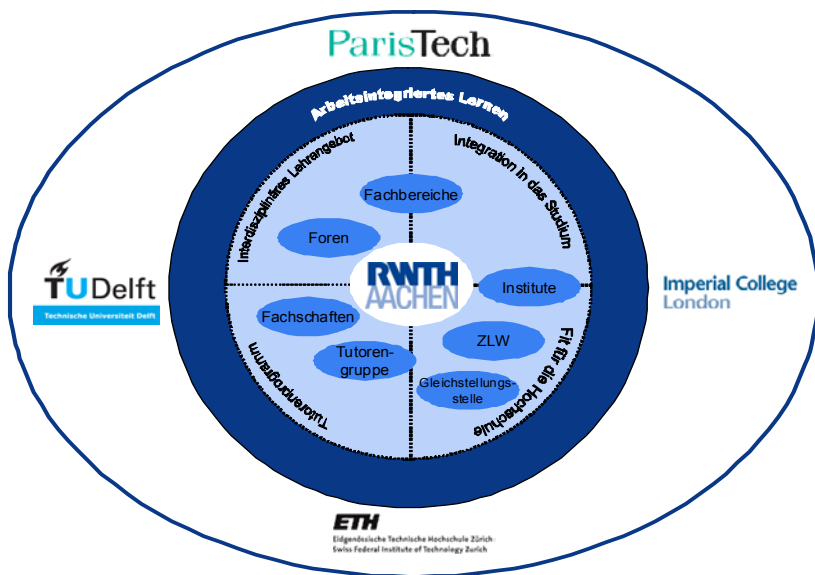 ParisTech
Arbeitsintegriertes Lernen
Interdisziplinäres Lehrangebot
Integration in das Studium
Fachbereiche
Foren
RWTH
AACHEN
Institute
TUDelft
Technische Universiteit Delft
Imperial College
London
Fachschaften
ZLW
Tutoren-
gruppe
Gleichstellungs-
stelle
Tutorenprogramm
Fit für die Hochschule
ETH
Eidgenössische Technische Hochschule Zürich
Swiss Federal Institute of Technology Zurich